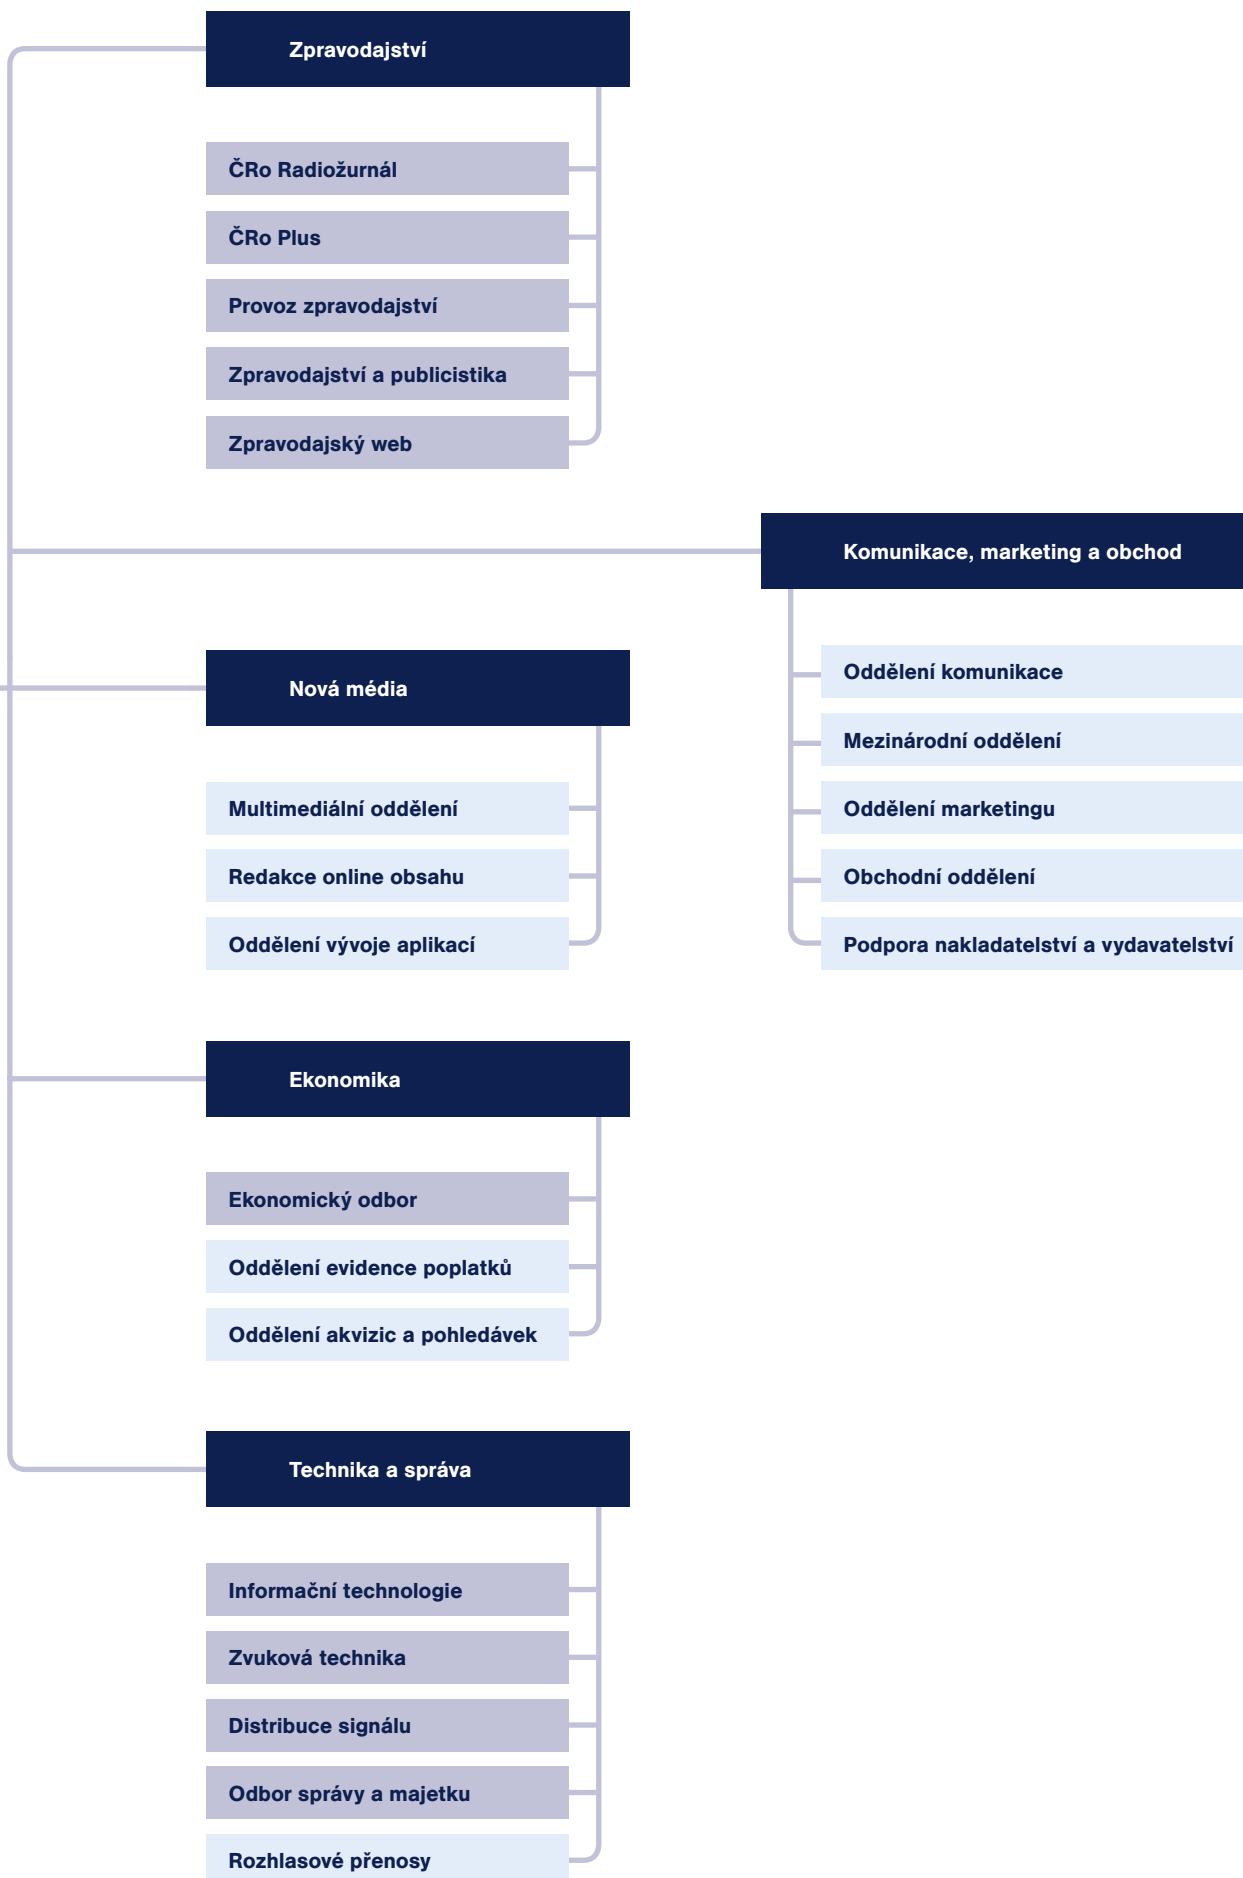 Zpravodajství
ČRo Radiožurnál
ČRo Plus
Provoz zpravodajství
Zpravodajství a publicistika
Zpravodajský web
Komunikace, marketing a obchod
Oddělení komunikace
Mezinárodní oddělení
Oddělení marketingu
Obchodní oddělení
Podpora nakladatelství a vydavatelství
Nová média
Multimediální oddělení
Redakce online obsahu
Oddělení vývoje aplikací
Ekonomika
Ekonomický odbor
Oddělení evidence poplatků
Oddělení akvizic a pohledávek
Technika a správa
Informační technologie
Zvuková technika
Distribuce signálu
Odbor správy a majetku
Rozhlasové přenosy